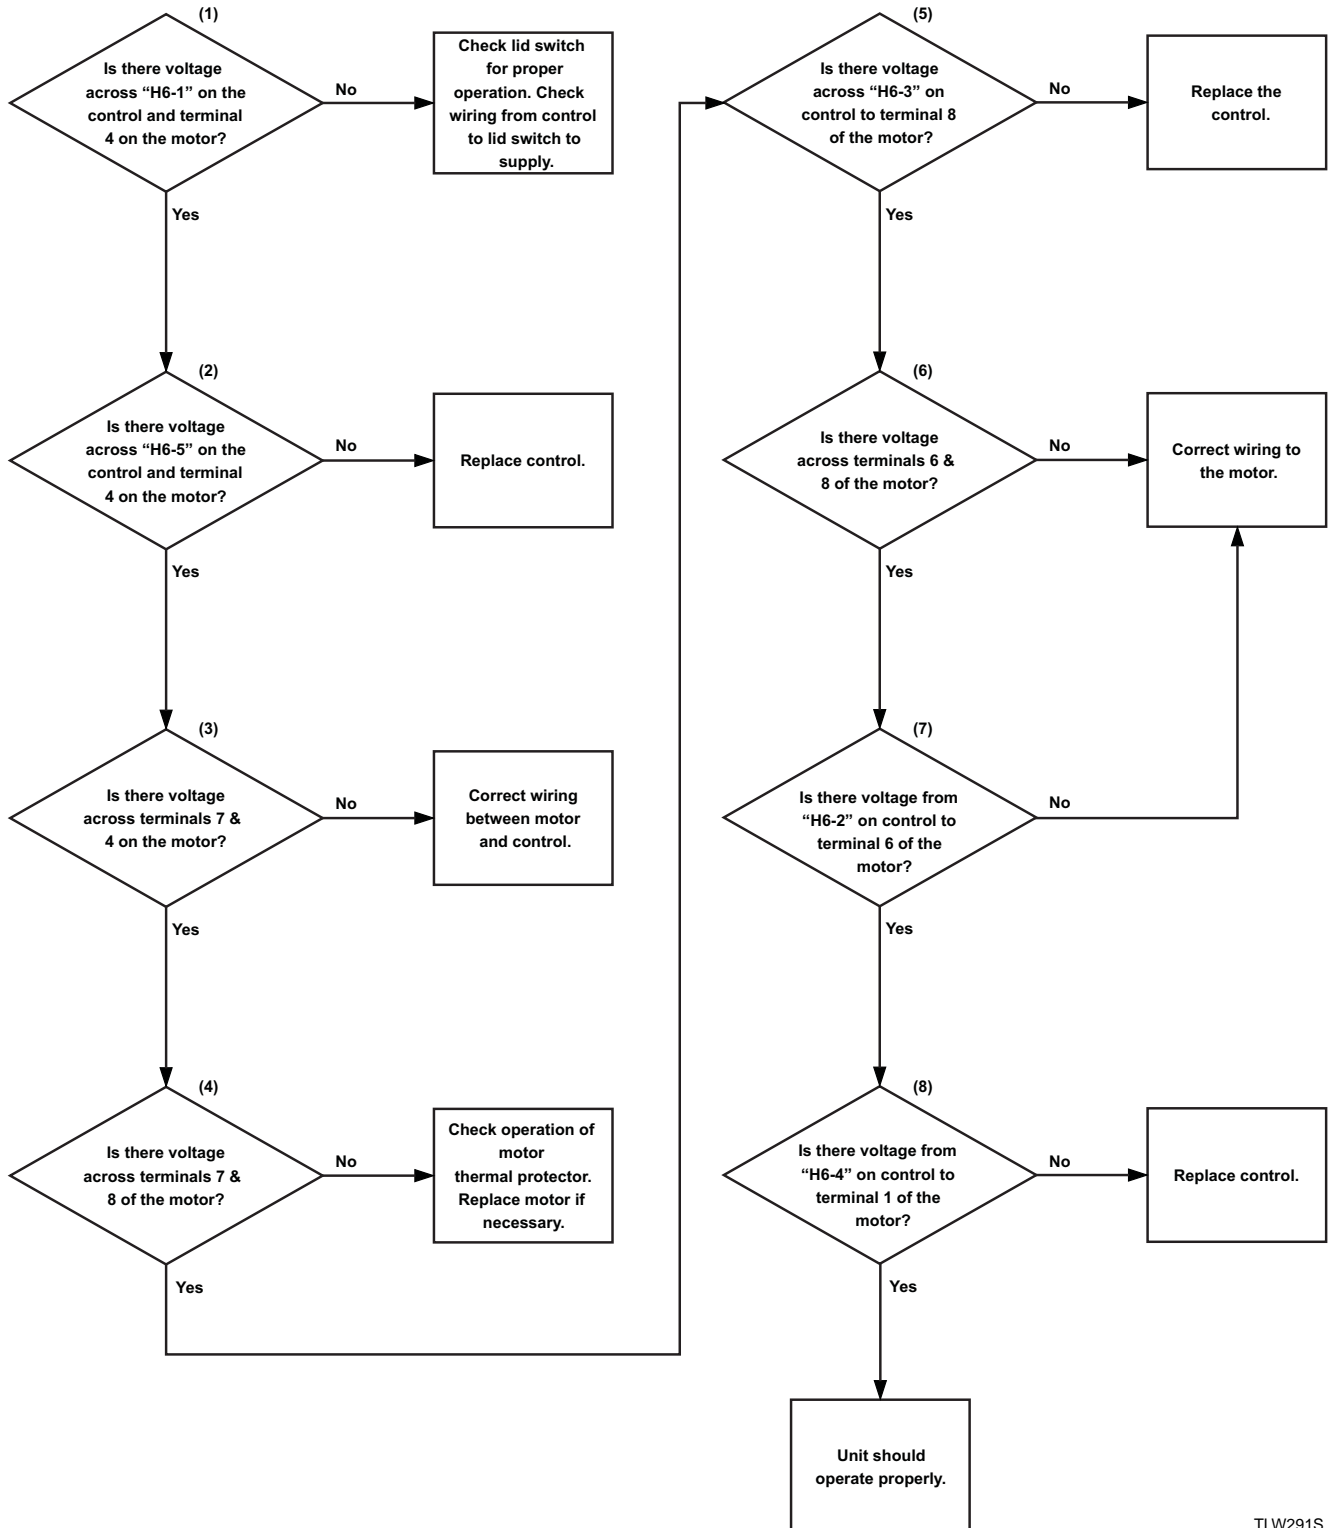 (1)
Is there voltage
across “H6-1” on the
control and terminal
4 on the motor?
No
Check lid switch
for proper
operation. Check
wiring from control
to lid switch to
supply.
Yes
(2)
Is there voltage
across “H6-5” on the
control and terminal
4 on the motor?
No
Replace control.
Yes
(3)
Is there voltage
across terminals 7 &
4 on the motor?
No
Correct wiring
between motor
and control.
Yes
(4)
Is there voltage
across terminals 7 &
8 of the motor?
No
Check operation of
motor
thermal protector.
Replace motor if
necessary.
Yes
(5)
Is there voltage
across “H6-3” on
control to terminal 8
of the motor?
No
Replace the
control.
Yes
(6)
Is there voltage
across terminals 6 &
8 of the motor?
No
Correct wiring to
the motor.
Yes
(7)
Is there voltage from
“H6-2” on control to
terminal 6 of the
motor?
No
Yes
(8)
Is there voltage from
“H6-4” on control to
terminal 1 of the
motor?
No
Replace control.
Yes
Unit should
operate properly.
TLW291S